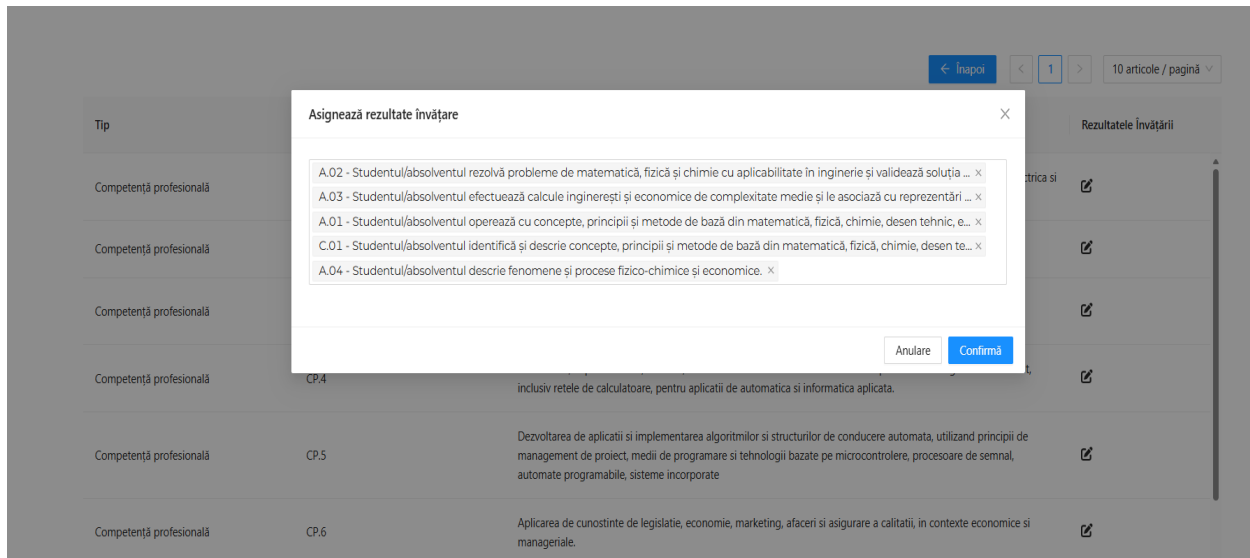 ← Înapoi < 1 > 10 articole / pagină
Asignează rezultate învățare
Tip
Rezultatele Învățării
A.02 - Studentul/absolventul rezolvă probleme de matematică, fizică și chimie cu aplicabilitate în inginerie și validează soluția ... ×
Competență profesională
ctrica si
A.03 - Studentul/absolventul efectuează calcule inginerești și economice de complexitate medie și le asociază cu reprezentări ... ×
A.01 - Studentul/absolventul operează cu concepte, principii și metode de bază din matematică, fizică, chimie, desen tehnic, e... ×
Competență profesională
C.01 - Studentul/absolventul identifică și descrie concepte, principii și metode de bază din matematică, fizică, chimie, desen te... ×
A.04 - Studentul/absolventul descrie fenomene și procese fizico-chimice și economice. ×
Competență profesională
Anulare Confirmă
Competență profesională CP.4
inclusiv retele de calculatoare, pentru aplicatii de automatica si informatica aplicata.
Dezvoltarea de aplicatii si implementarea algoritmilor si structurilor de conducere automata, utilizand principii de
Competență profesională CP.5 management de proiect, medii de programare si tehnologii bazate pe microcontrolere, procesoare de semnal,
automate programabile, sisteme incorporate
Aplicarea de cunostinte de legislatie, economie, marketing, afaceri si asigurare a calitatii, in contexte economice si
Competență profesională CP.6
manageriale.